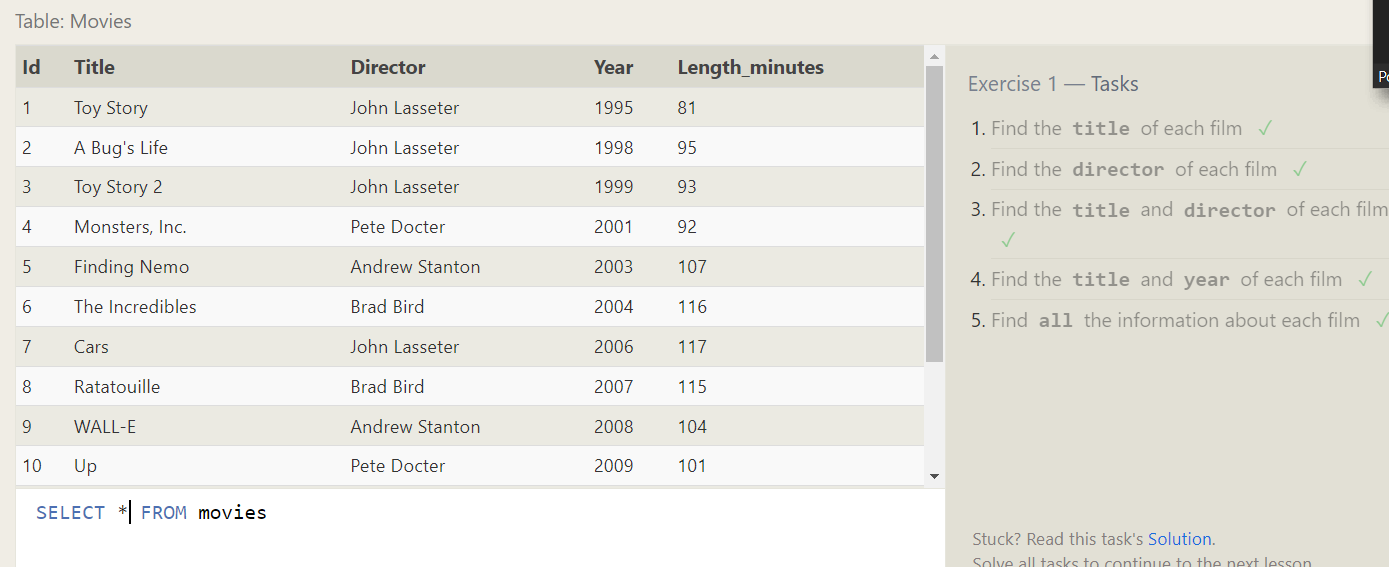 Table: Movies
Id Title Director Year Length_minutes
1 Toy Story John Lasseter 1995 81
2 A Bug's Life John Lasseter 1998 95
3 Toy Story 2 John Lasseter 1999 93
4 Monsters, Inc. Pete Docter 2001 92
5 Finding Nemo Andrew Stanton 2003 107
6 The Incredibles Brad Bird 2004 116
7 Cars John Lasseter 2006 117
8 Ratatouille Brad Bird 2007 115
9 WALL-E Andrew Stanton 2008 104
10 Up Pete Docter 2009 101
SELECT * FROM movies
Exercise 1 — Tasks
1. Find the title of each film ✓
2. Find the director of each film ✓
3. Find the title and director of each film
✓
4. Find the title and year of each film ✓
5. Find all the information about each film ✓
Stuck? Read this task's Solution.
Solve all tasks to continue to the next lesson.